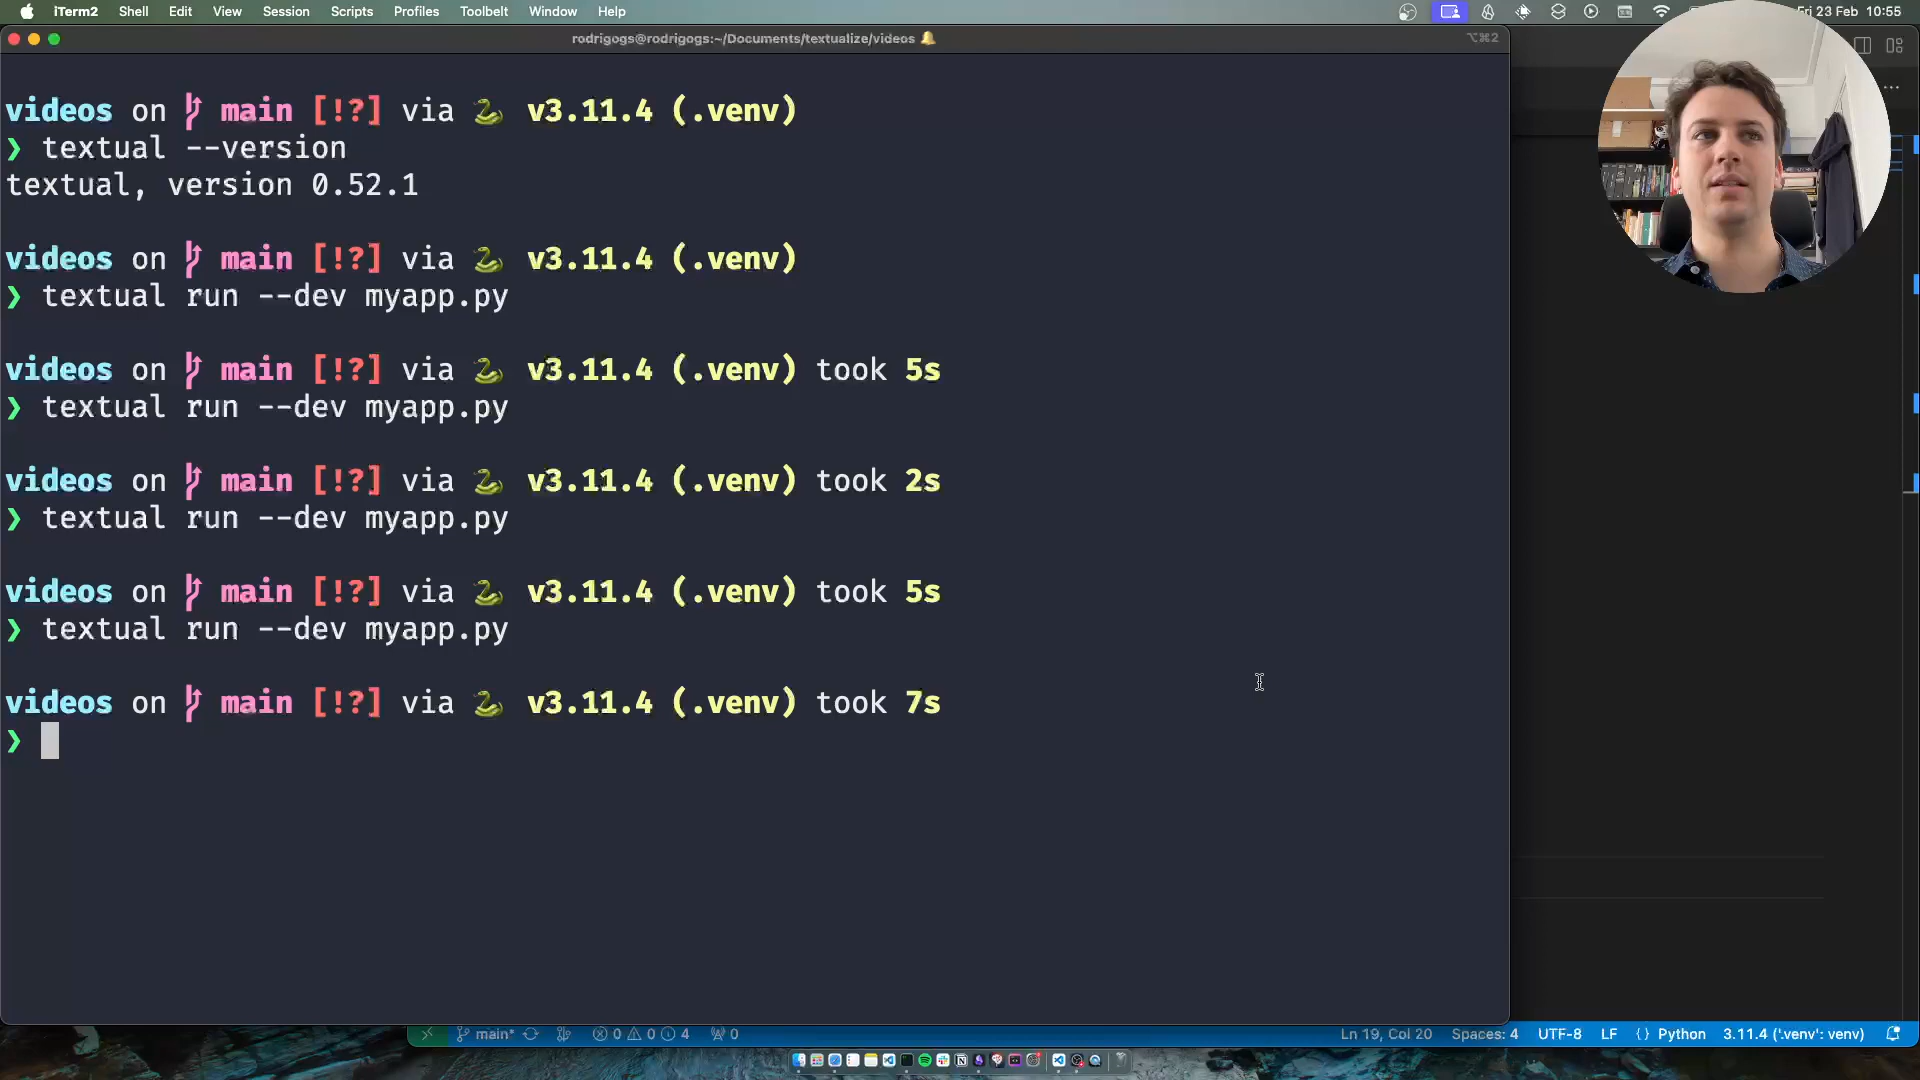 iTerm2 Shell Edit View Session Scripts Profiles Toolbelt Window Help
Fri 23 Feb 10:55
rodrigogs@rodrigogs:~/Documents/textualize/videos 🔔
⌥⌘2
videos on main [!?] via 🐍 v3.11.4 (.venv)
❯ textual --version
textual, version 0.52.1
videos on main [!?] via 🐍 v3.11.4 (.venv)
❯ textual run --dev myapp.py
videos on main [!?] via 🐍 v3.11.4 (.venv) took 5s
❯ textual run --dev myapp.py
videos on main [!?] via 🐍 v3.11.4 (.venv) took 2s
❯ textual run --dev myapp.py
videos on main [!?] via 🐍 v3.11.4 (.venv) took 5s
❯ textual run --dev myapp.py
videos on main [!?] via 🐍 v3.11.4 (.venv) took 7s
❯
main* 0 0 4 0 Ln 19, Col 20 Spaces: 4 UTF-8 LF {} Python 3.11.4 ('.venv': venv)